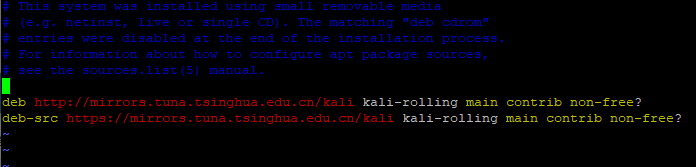 # This system was installed using small removable media
# (e.g. netinst, live or single CD). The matching "deb cdrom"
# entries were disabled at the end of the installation process.
# For information about how to configure apt package sources,
# see the sources.list(5) manual.
deb http://mirrors.tuna.tsinghua.edu.cn/kali kali-rolling main contrib non-free?
deb-src https://mirrors.tuna.tsinghua.edu.cn/kali kali-rolling main contrib non-free?
~
~
~